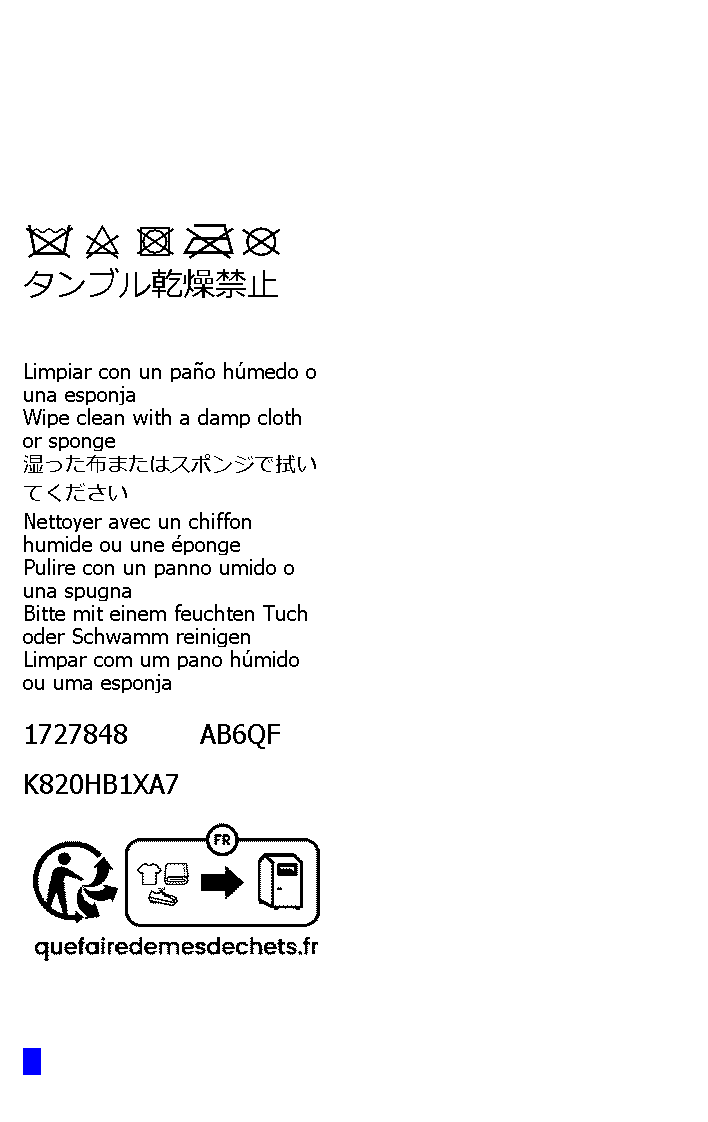 タンブル乾燥禁止
Limpiar con un paño húmedo o
una esponja
Wipe clean with a damp cloth
or sponge
湿った布またはスポンジで拭い
てください
Nettoyer avec un chiffon
humide ou une éponge
Pulire con un panno umido o
una spugna
Bitte mit einem feuchten Tuch
oder Schwamm reinigen
Limpar com um pano húmido
ou uma esponja
1727848 AB6QF
K820HB1XA7
FR
quefairedemesdechets.fr